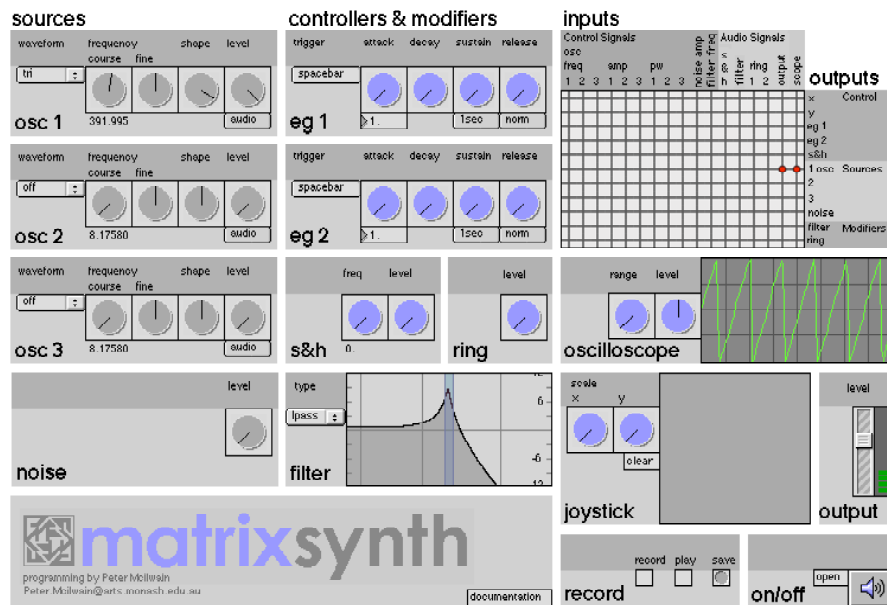 sources
controllers & modifiers
inputs
waveform frequency shape level
course fine
tri
391.995
audio
osc 1
trigger attack decay sustain release
spacebar
1. 1sec norm
eg 1
Control Signals Audio Signals
osc
freq amp pw noise amp filter freq s & h filter ring output scope
1 2 3 1 2 3 1 2 3 1 2
outputs
x Control
y
eg 1
eg 2
s&h
1 osc Sources
2
3
noise
filter Modifiers
ring
waveform frequency shape level
course fine
off
8.17580
audio
osc 2
trigger attack decay sustain release
spacebar
1. 1sec norm
eg 2
waveform frequency shape level
course fine
off
8.17580
audio
osc 3
freq level
0.
s&h
level
ring
range level
oscilloscope
level
noise
type
lpass
12
6
-6
-12
filter
scale
x y
clear
joystick
level
output
matrixsynth
programming by Peter McIlwain
Peter.McIlwain@arts.monash.edu.au
documentation
record play save
record
open
on/off